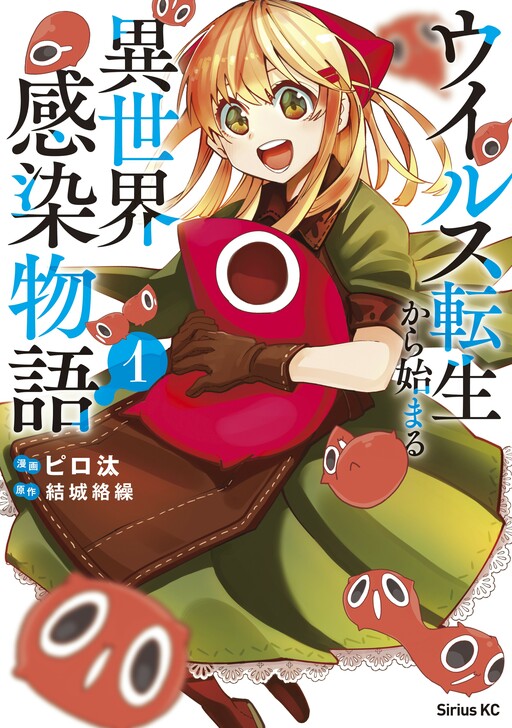 ウイルス転生
から始まる
異世界
感染物語
1
漫画 ピロ汰
原作 結城絡繰
Sirius KC